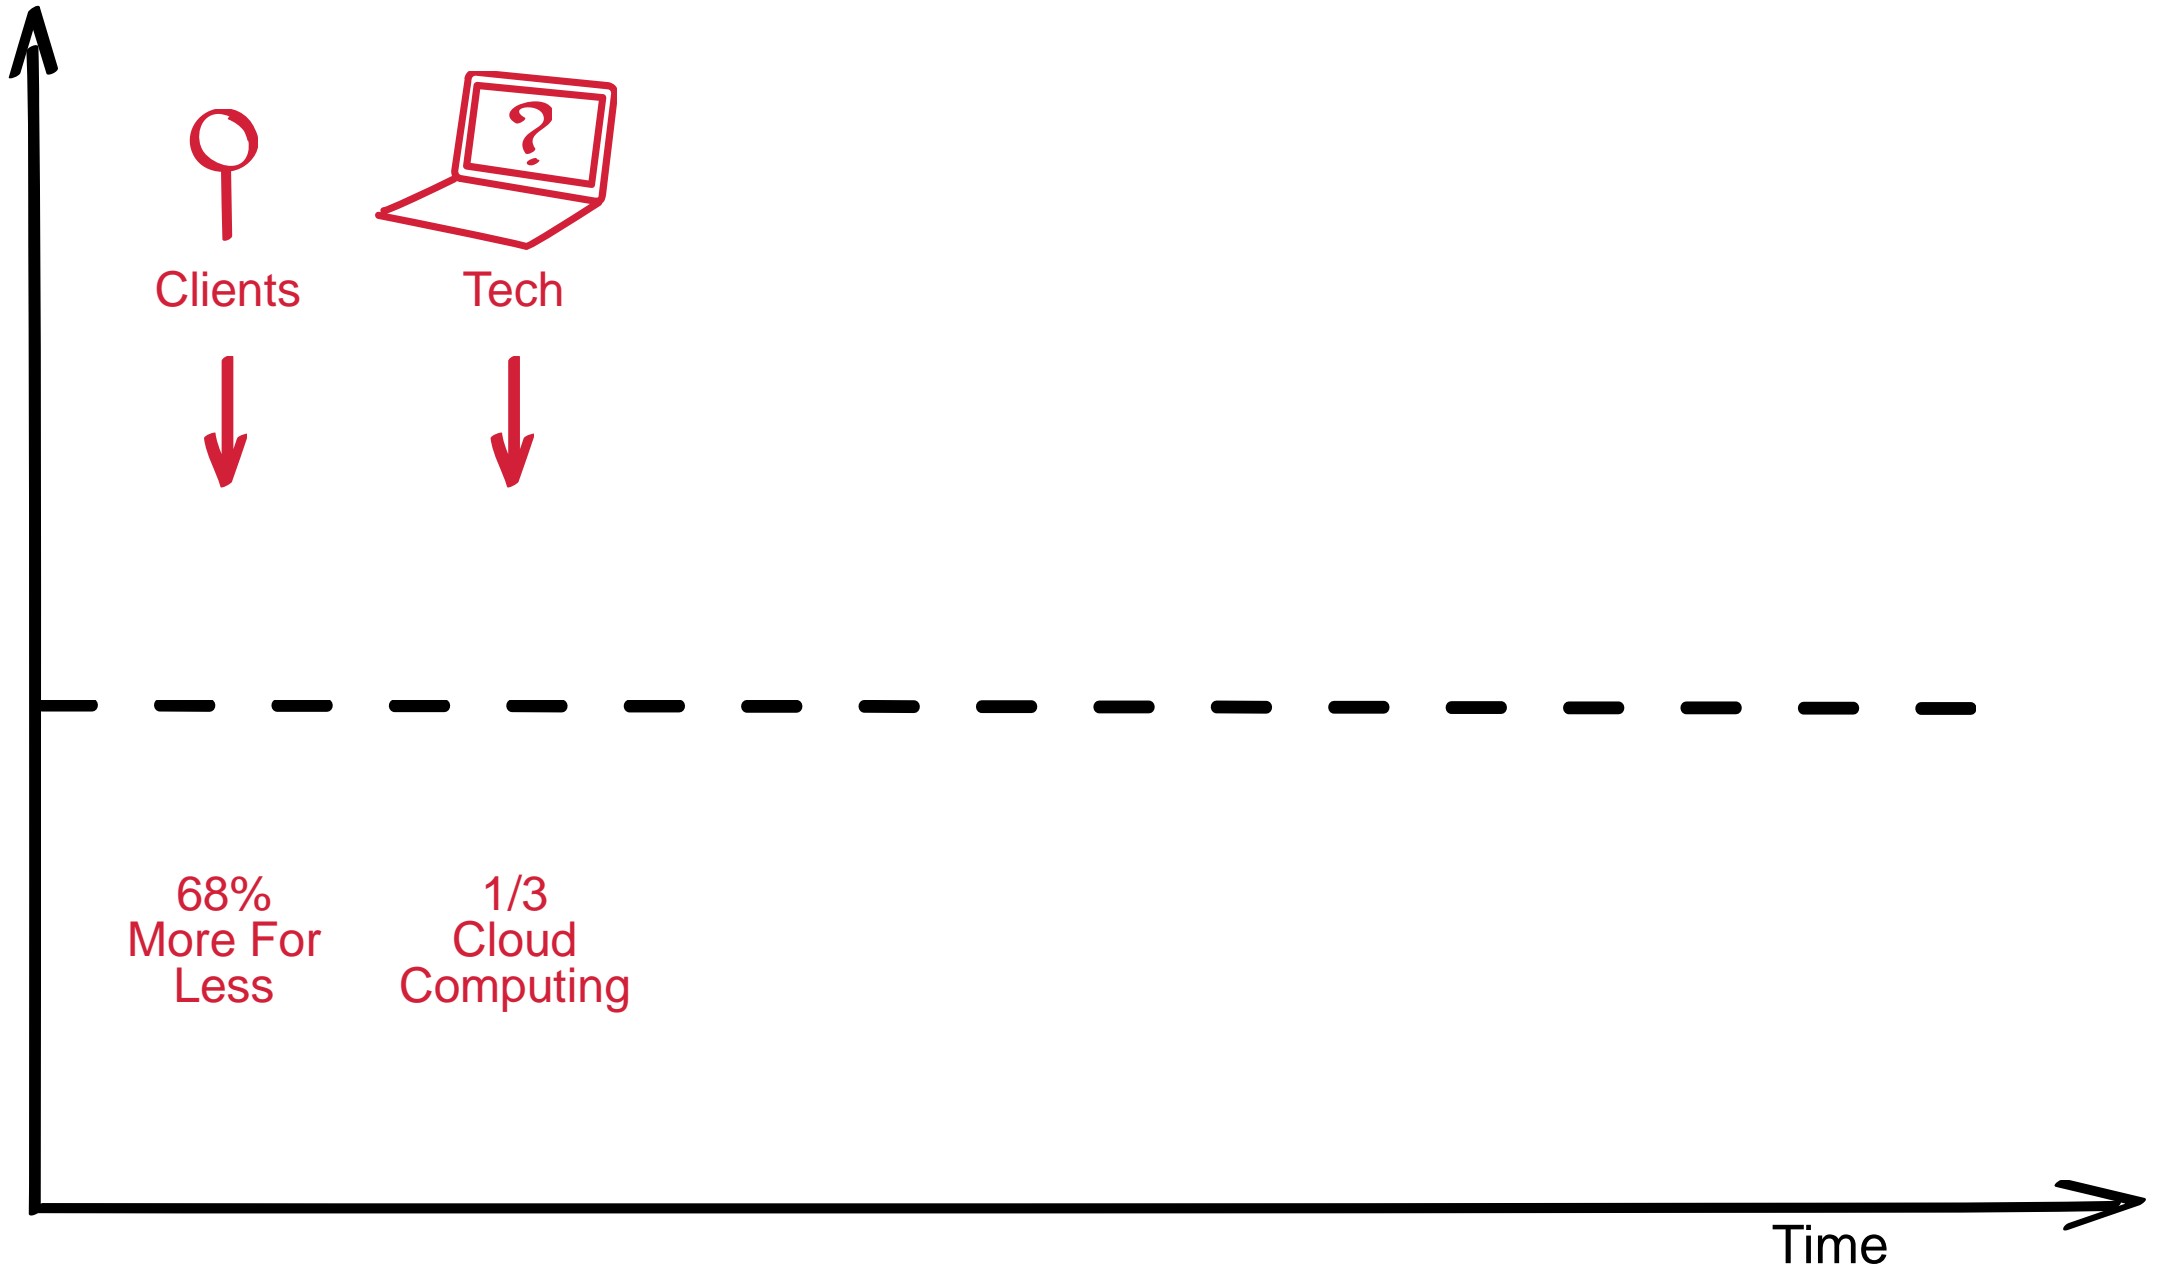 ?
Clients
Tech
68%
More For
Less
1/3
Cloud
Computing
Time